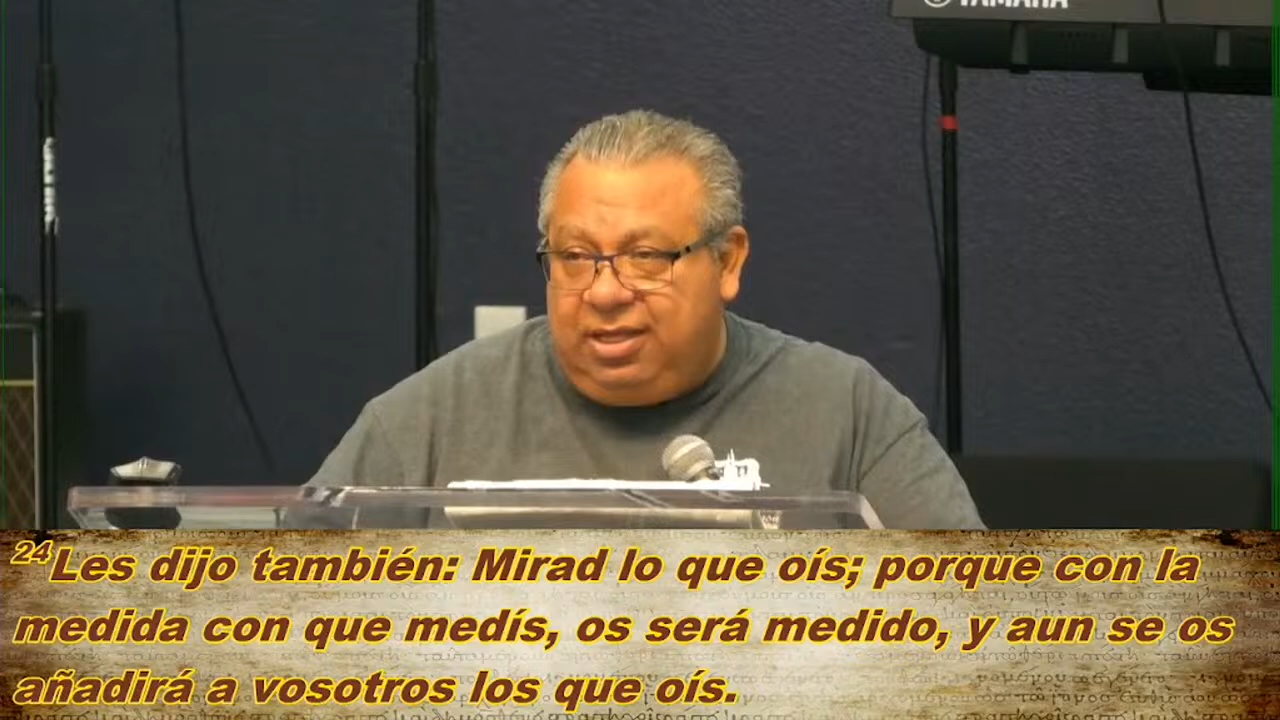 YAMAHA
24Les dijo también: Mirad lo que oís; porque con la
medida con que medís, os será medido, y aun se os
añadirá a vosotros los que oís.